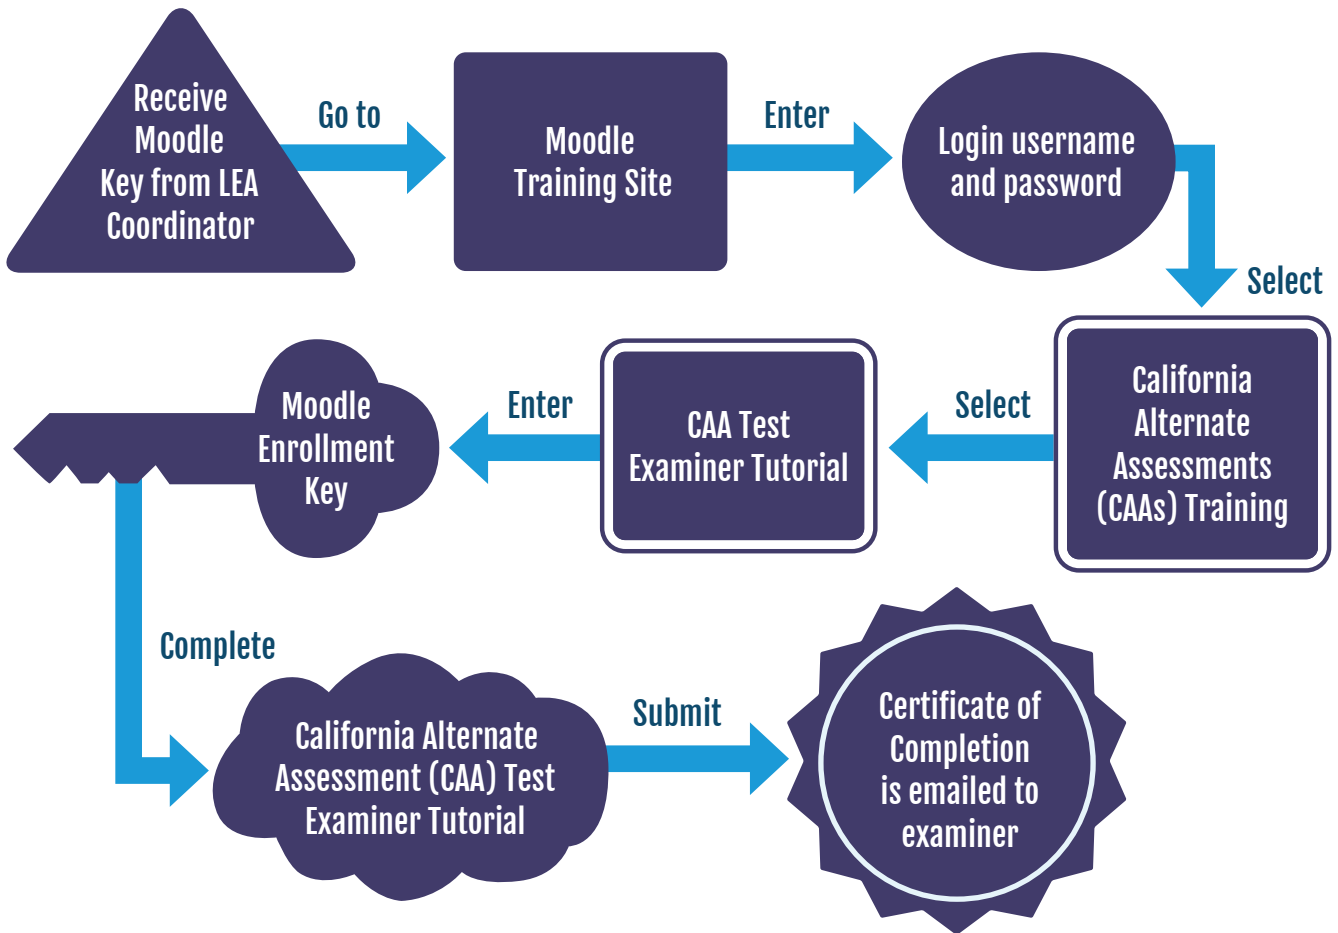 Receive
Moodle
Key from LEA
Coordinator
Go to
Moodle
Training Site
Enter
Login username
and password
Select
California
Alternate
Assessments
(CAAs) Training
Select
CAA Test
Examiner Tutorial
Enter
Moodle
Enrollment
Key
Complete
California Alternate
Assessment (CAA) Test
Examiner Tutorial
Submit
Certificate of
Completion
is emailed to
examiner